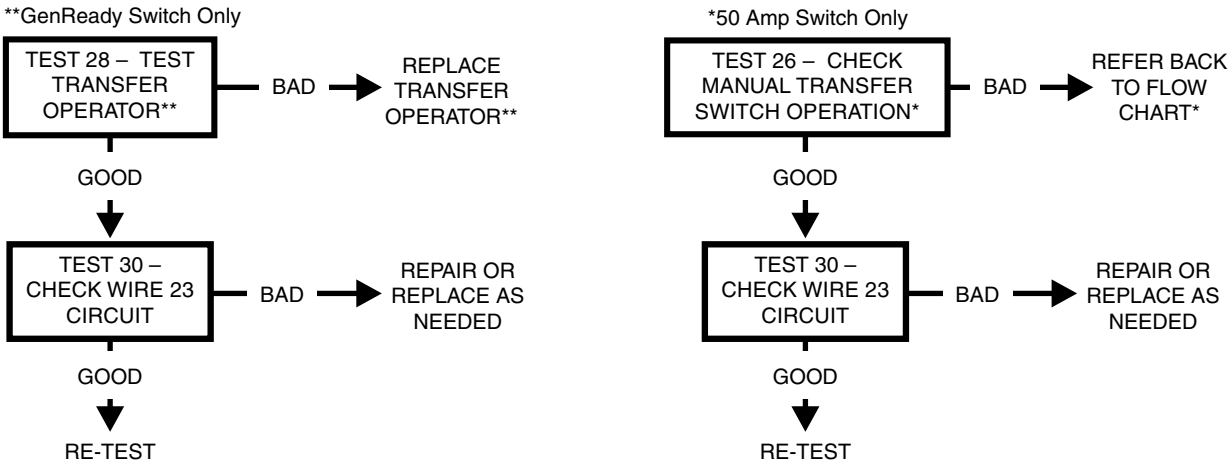 **GenReady Switch Only
TEST 28 – TEST
TRANSFER
OPERATOR**
BAD
REPLACE
TRANSFER
OPERATOR**
GOOD
TEST 30 –
CHECK WIRE 23
CIRCUIT
BAD
REPAIR OR
REPLACE AS
NEEDED
GOOD
RE-TEST
*50 Amp Switch Only
TEST 26 – CHECK
MANUAL TRANSFER
SWITCH OPERATION*
BAD
REFER BACK
TO FLOW
CHART*
GOOD
TEST 30 –
CHECK WIRE 23
CIRCUIT
BAD
REPAIR OR
REPLACE AS
NEEDED
GOOD
RE-TEST